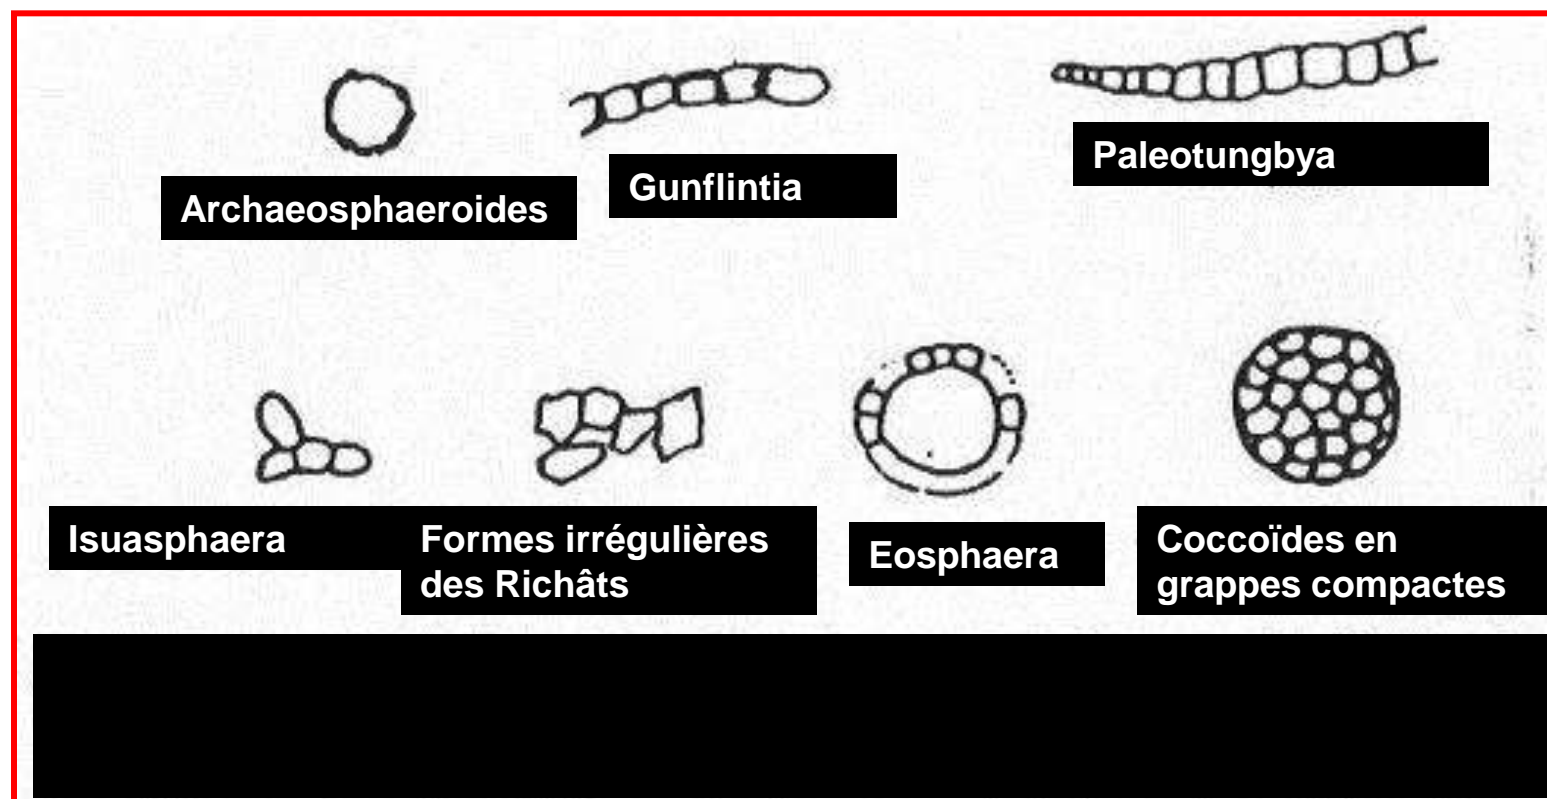 Archaeosphaeroides
Gunflintia
Paleotungbya
Isuasphaera
Formes irrégulières
des Richâts
Eosphaera
Coccoïdes en
grappes compactes